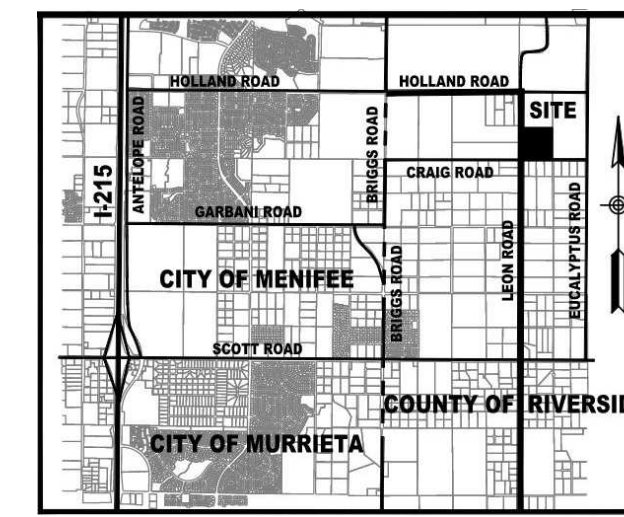 HOLLAND ROAD
HOLLAND ROAD
SITE
ANTELOPE ROAD
BRIGGS ROAD
I-215
CRAIG ROAD
GARBANI ROAD
LEON ROAD
EUCALYPTUS ROAD
CITY OF MENIFEE
BRIGGS ROAD
SCOTT ROAD
COUNTY OF RIVERSID
CITY OF MURRIETA